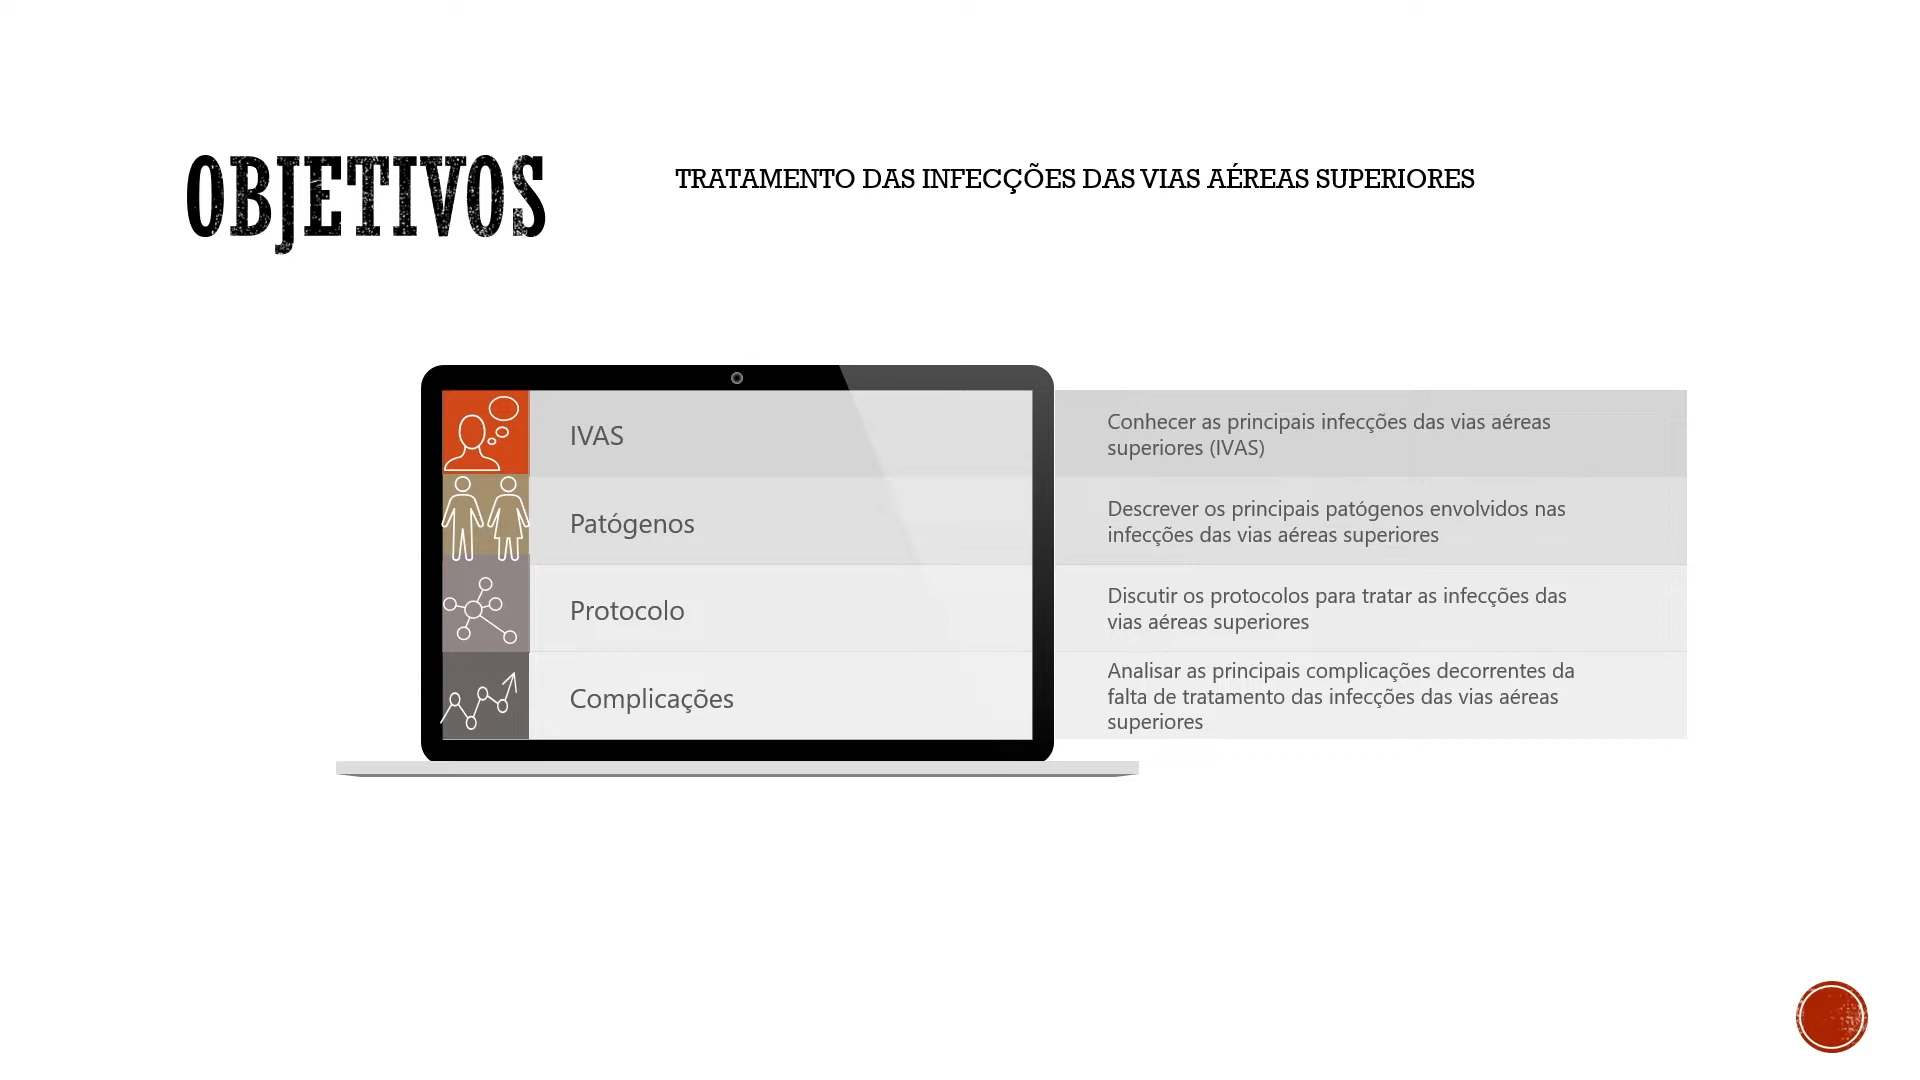 OBJETIVOS
TRATAMENTO DAS INFECÇÕES DAS VIAS AÉREAS SUPERIORES
IVAS
Conhecer as principais infecções das vias aéreas
superiores (IVAS)
Patógenos
Descrever os principais patógenos envolvidos nas
infecções das vias aéreas superiores
Protocolo
Discutir os protocolos para tratar as infecções das
vias aéreas superiores
Complicações
Analisar as principais complicações decorrentes da
falta de tratamento das infecções das vias aéreas
superiores